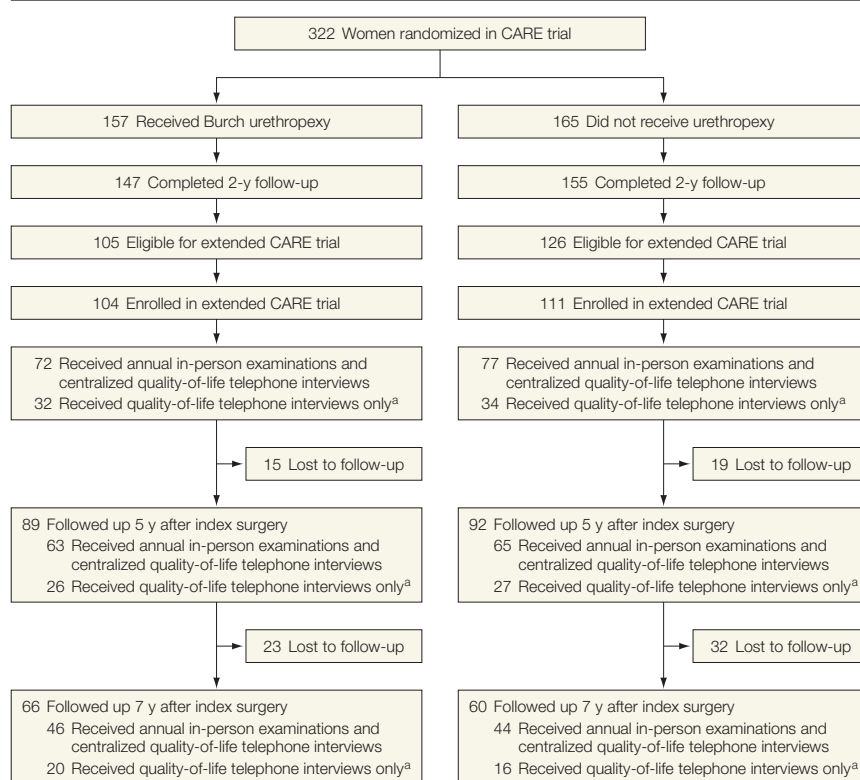 322 Women randomized in CARE trial
157 Received Burch urethropexy
165 Did not receive urethropexy
147 Completed 2-y follow-up
155 Completed 2-y follow-up
105 Eligible for extended CARE trial
126 Eligible for extended CARE trial
104 Enrolled in extended CARE trial
111 Enrolled in extended CARE trial
72 Received annual in-person examinations and
centralized quality-of-life telephone interviews
32 Received quality-of-life telephone interviews onlyª
77 Received annual in-person examinations and
centralized quality-of-life telephone interviews
34 Received quality-of-life telephone interviews onlyª
15 Lost to follow-up
19 Lost to follow-up
89 Followed up 5 y after index surgery
63 Received annual in-person examinations and
centralized quality-of-life telephone interviews
26 Received quality-of-life telephone interviews onlyª
92 Followed up 5 y after index surgery
65 Received annual in-person examinations and
centralized quality-of-life telephone interviews
27 Received quality-of-life telephone interviews onlyª
23 Lost to follow-up
32 Lost to follow-up
66 Followed up 7 y after index surgery
46 Received annual in-person examinations and
centralized quality-of-life telephone interviews
20 Received quality-of-life telephone interviews onlyª
60 Followed up 7 y after index surgery
44 Received annual in-person examinations and
centralized quality-of-life telephone interviews
16 Received quality-of-life telephone interviews onlyª